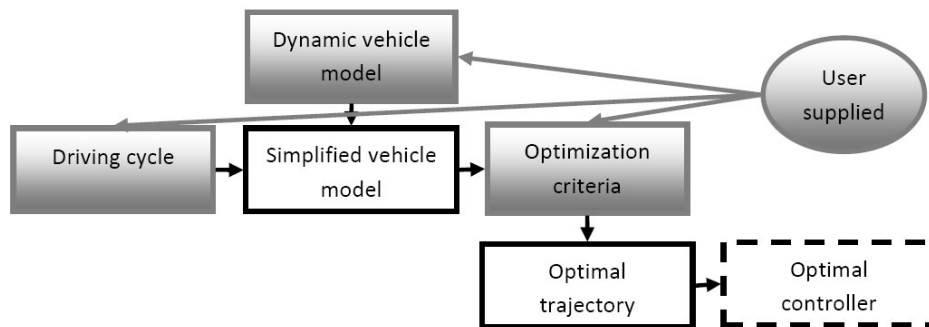 Dynamic vehicle
model
User
supplied
Driving cycle
Simplified vehicle
model
Optimization
criteria
Optimal
trajectory
Optimal
controller